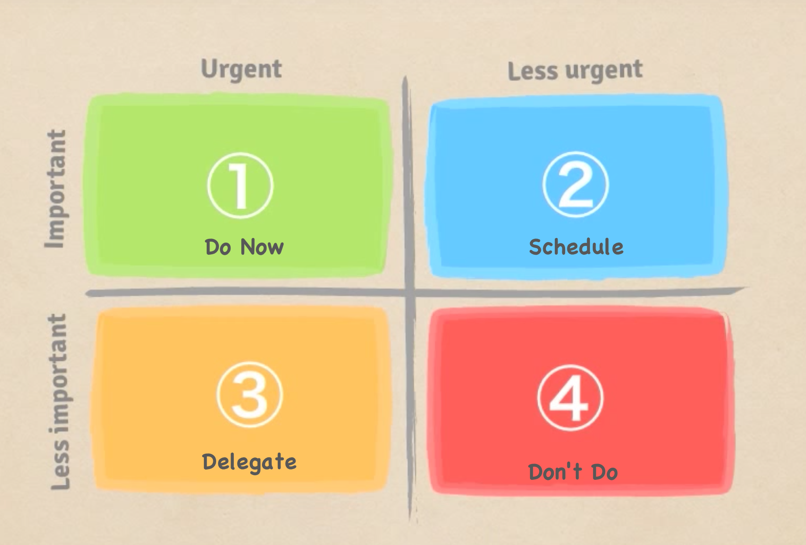 Urgent
Less urgent
Important
①
Do Now
②
Schedule
Less important
③
Delegate
④
Don't Do